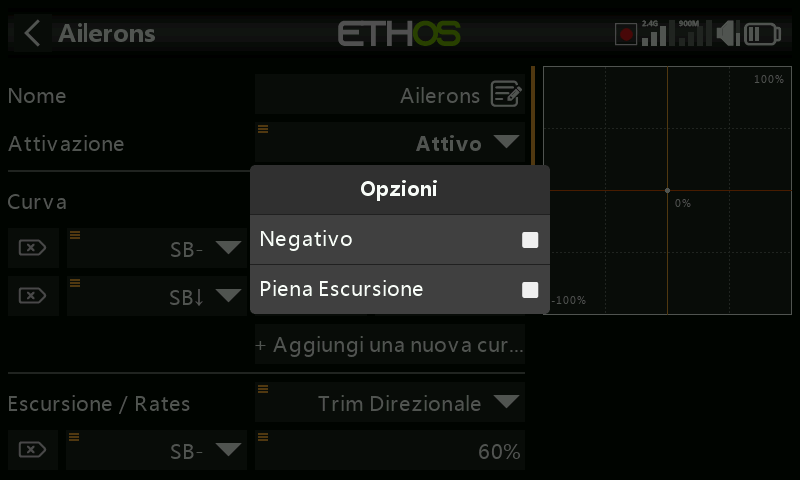 Ailerons
ETHOS
2.4G
900M
Nome
Ailerons
Attivazione
Attivo
100%
Opzioni
Curva
Negativo
SB-
0%
Piena Escursione
SB↓
-100%
+ Aggiungi una nuova cur...
Escursione / Rates
Trim Direzionale
SB-
60%